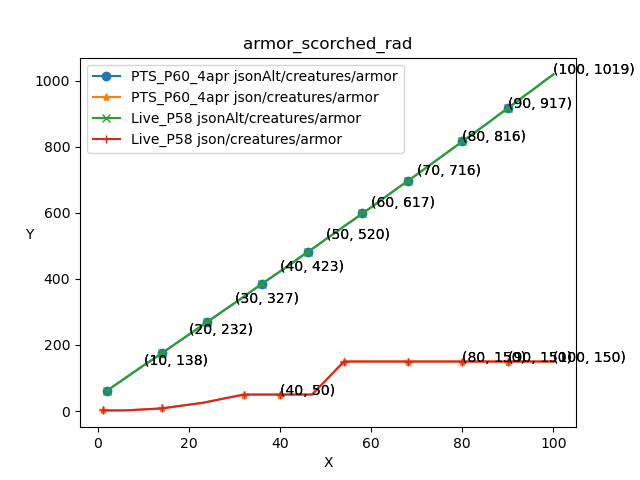 armor_scorched_rad
PTS_P60_4apr jsonAlt/creatures/armor
PTS_P60_4apr json/creatures/armor
Live_P58 jsonAlt/creatures/armor
Live_P58 json/creatures/armor
(100, 1019)
(90, 917)
(80, 816)
(70, 716)
(60, 617)
(50, 520)
(40, 423)
(30, 327)
(20, 232)
(10, 138)
(80, 150)
(90, 150)
(100, 150)
(40, 50)
1000
800
600
400
200
0
Y
0 20 40 60 80 100
X